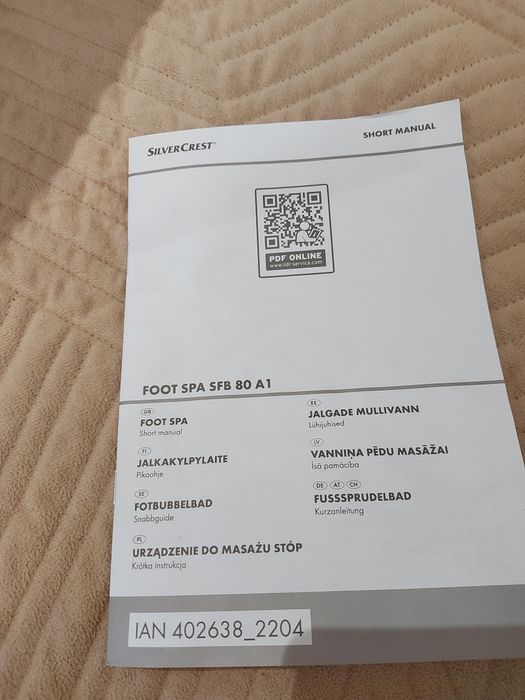 SILVERCREST®
SHORT MANUAL
PDF ONLINE
www.lidl-service.com
FOOT SPA SFB 80 A1
GB
FOOT SPA
Short manual
FI
JALKAKYLPYLAITE
Pikaohje
SE
FOTBUBBELBAD
Snabbguide
PL
URZĄDZENIE DO MASAŻU STÓP
Krótka instrukcja
EE
JALGADE MULLIVANN
Lühijuhised
LV
VANNIŅA PĒDU MASĀŽAI
Īsā pamācība
DE AT CH
FUSSSPRUDELBAD
Kurzanleitung
IAN 402638_2204